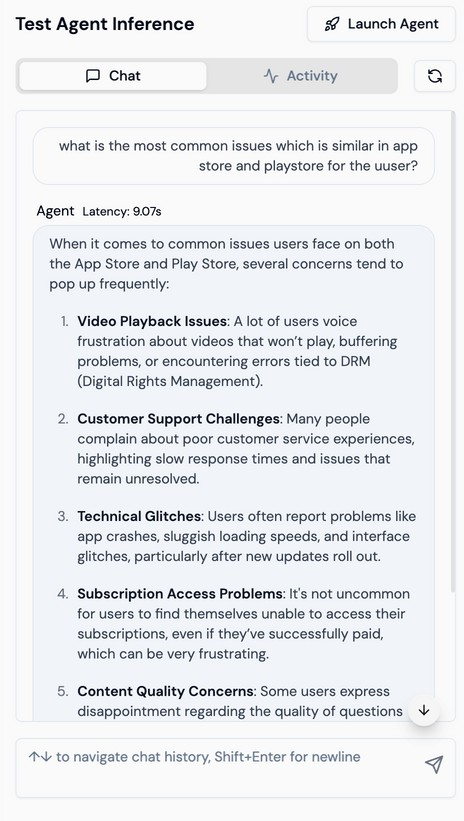 Test Agent Inference
Launch Agent
Chat
Activity
what is the most common issues which is similar in app
store and playstore for the uuser?
Agent Latency: 9.07s
When it comes to common issues users face on both
the App Store and Play Store, several concerns tend to
pop up frequently:
1. Video Playback Issues: A lot of users voice
frustration about videos that won't play, buffering
problems, or encountering errors tied to DRM
(Digital Rights Management).
2. Customer Support Challenges: Many people
complain about poor customer service experiences,
highlighting slow response times and issues that
remain unresolved.
3. Technical Glitches: Users often report problems like
app crashes, sluggish loading speeds, and interface
glitches, particularly after new updates roll out.
4. Subscription Access Problems: It's not uncommon
for users to find themselves unable to access their
subscriptions, even if they've successfully paid,
which can be very frustrating.
5. Content Quality Concerns: Some users express
disappointment regarding the quality of questions
↑↓ to navigate chat history, Shift+Enter for newline